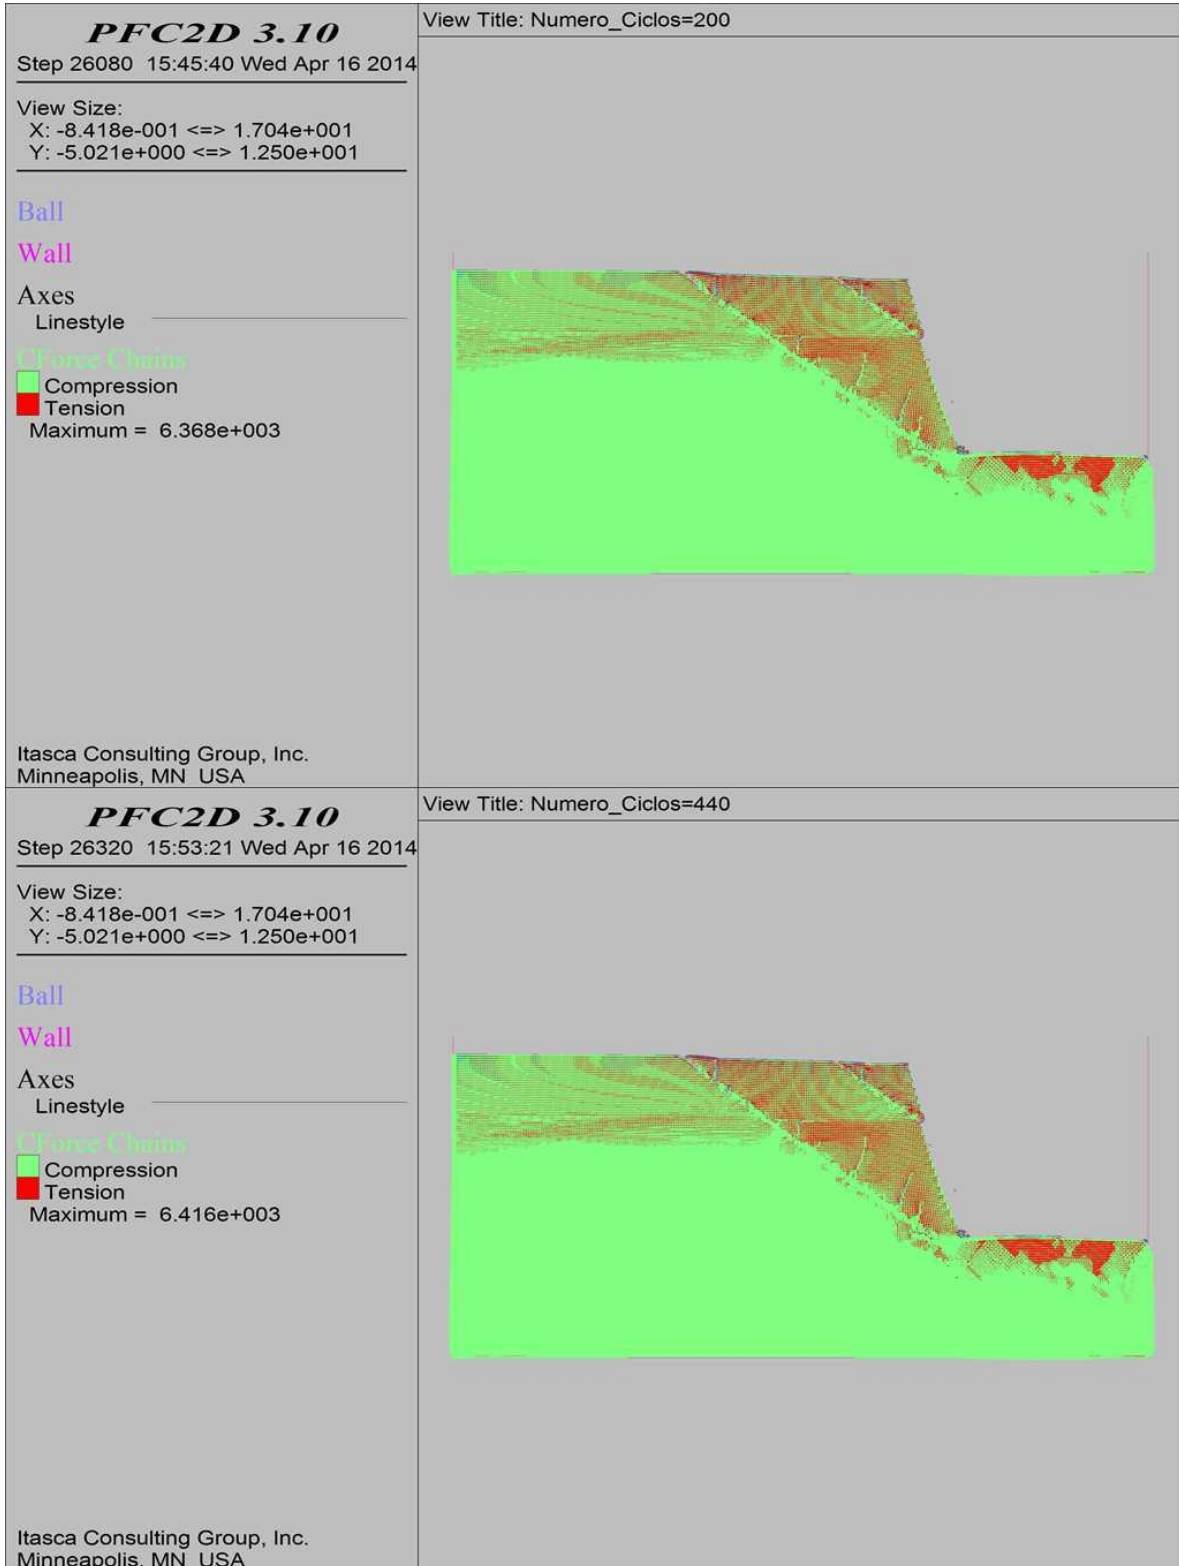 PFC2D 3.10
Step 26080 15:45:40 Wed Apr 16 2014
View Size:
X: -8.418e-001 <=> 1.704e+001
Y: -5.021e+000 <=> 1.250e+001
Ball
Wall
Axes
Linestyle
CForce Chains
Compression
Tension
Maximum = 6.368e+003
Itasca Consulting Group, Inc.
Minneapolis, MN USA
View Title: Numero_Ciclos=200
PFC2D 3.10
Step 26320 15:53:21 Wed Apr 16 2014
View Size:
X: -8.418e-001 <=> 1.704e+001
Y: -5.021e+000 <=> 1.250e+001
Ball
Wall
Axes
Linestyle
CForce Chains
Compression
Tension
Maximum = 6.416e+003
Itasca Consulting Group, Inc.
Minneapolis, MN USA
View Title: Numero_Ciclos=440